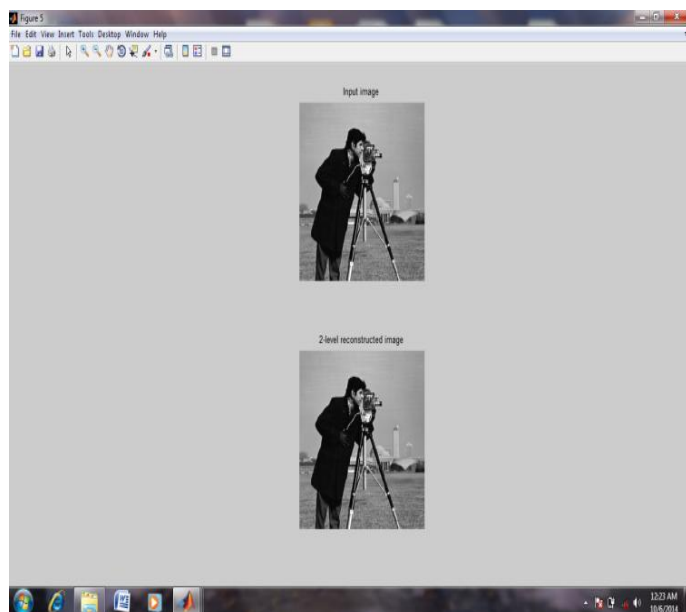 Figure 5
File Edit View Insert Tools Desktop Window Help
Input image
2-level reconstructed image
12:23 AM
10/6/2014